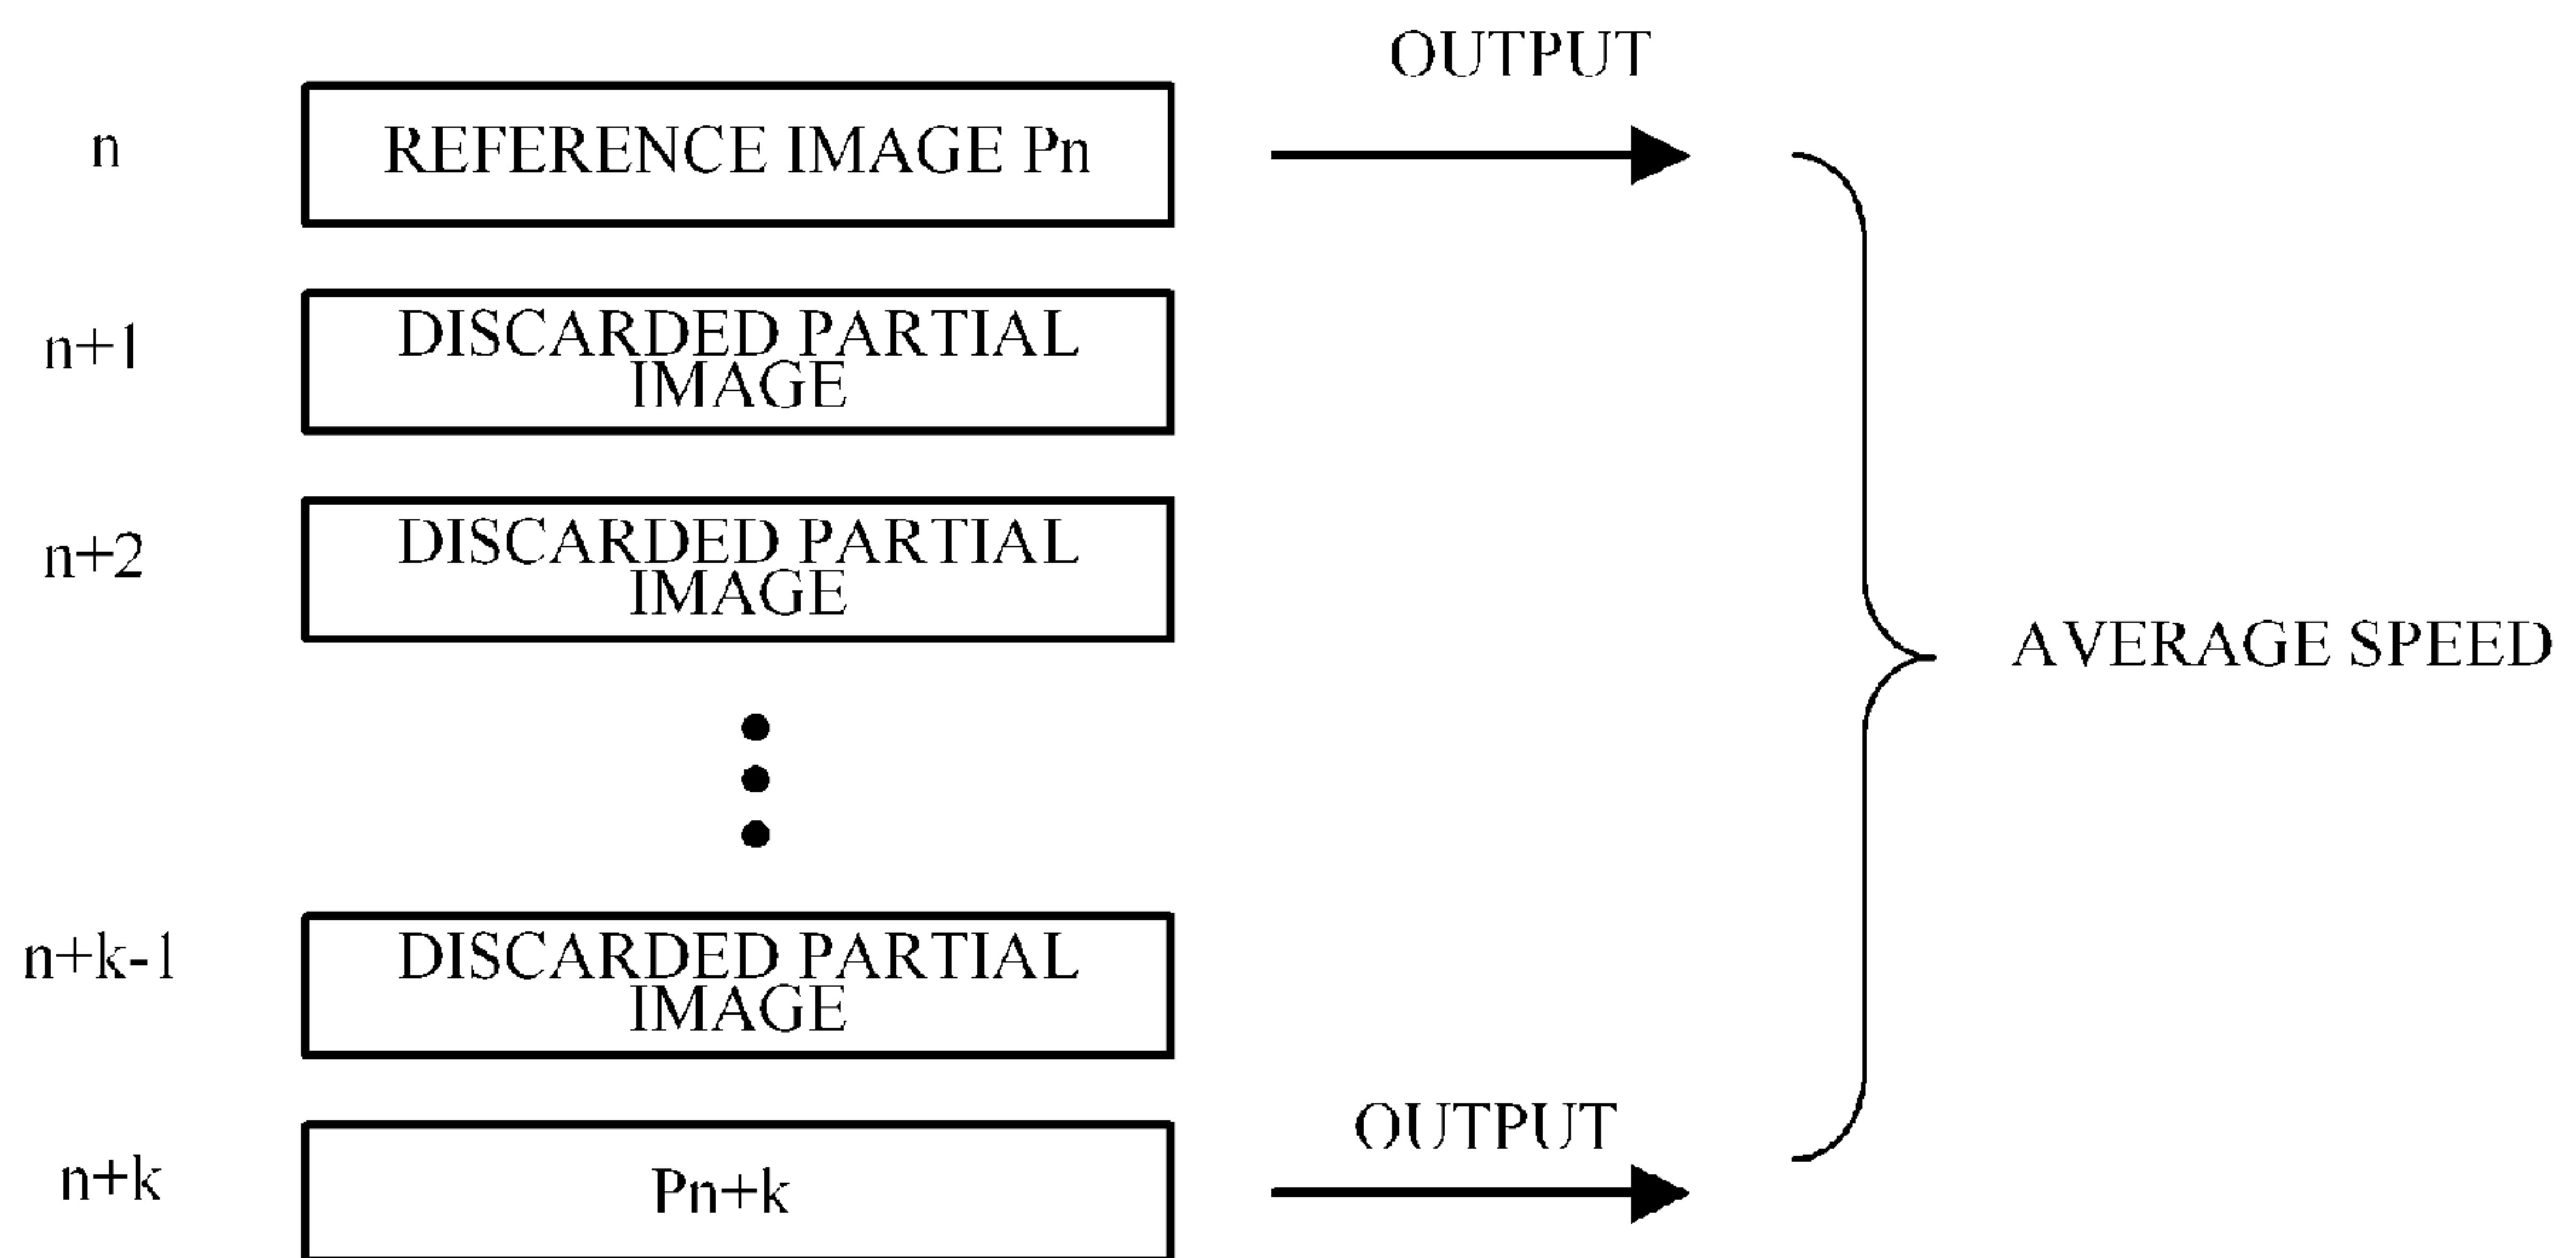 OUTPUT
n
REFERENCE IMAGE Pn
n+1
DISCARDED PARTIAL
IMAGE
n+2
DISCARDED PARTIAL
IMAGE
AVERAGE SPEED
n+k-1
DISCARDED PARTIAL
IMAGE
OUTPUT
n+k
Pn+k